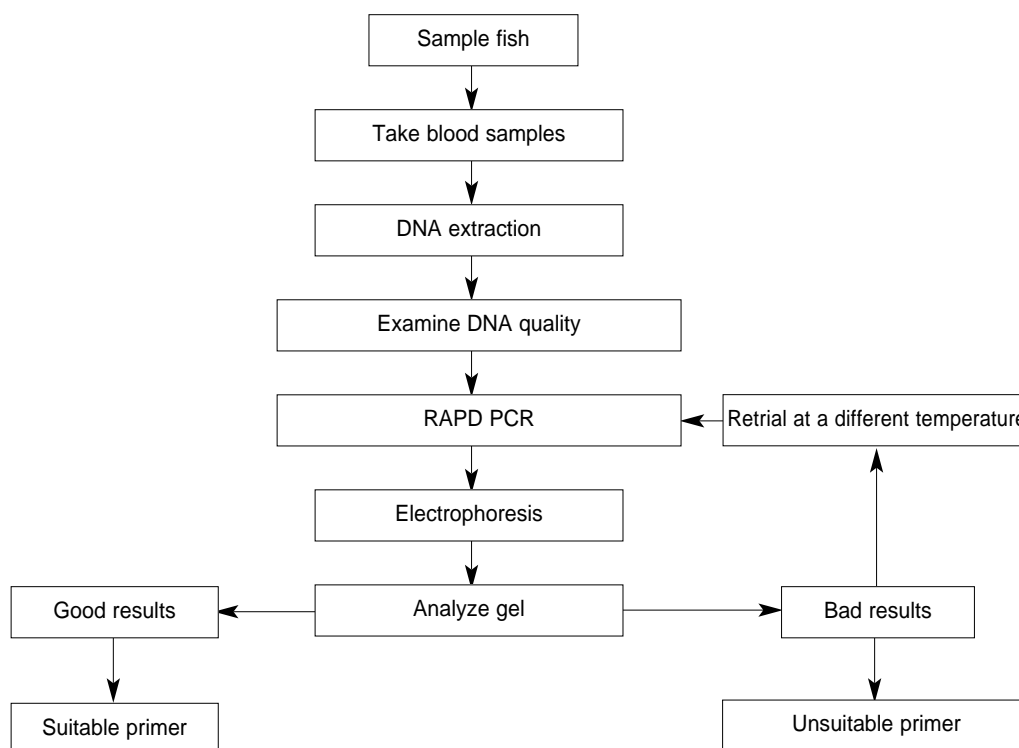 Sample fish
Take blood samples
DNA extraction
Examine DNA quality
RAPD PCR
Retrial at a different temperature
Electrophoresis
Good results
Analyze gel
Bad results
Suitable primer
Unsuitable primer